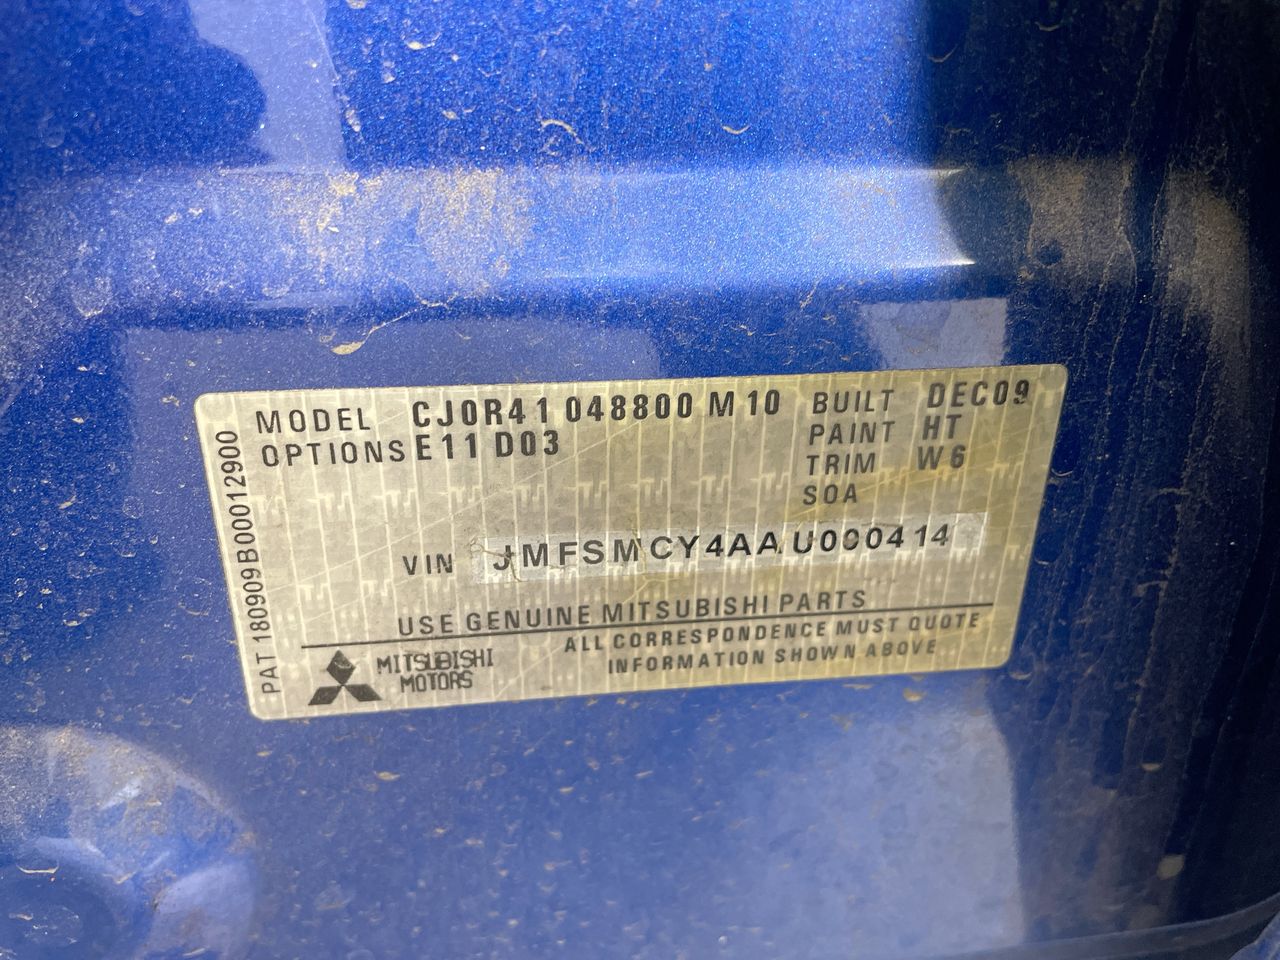 MODEL CJ0R41 048800 M10
OPTIONS E11 D03
BUILT DEC09
PAINT HT
TRIM W6
SOA
VIN JMFSMCY4AAU000414
USE GENUINE MITSUBISHI PARTS
MITSUBISHI
MOTORS
ALL CORRESPONDENCE MUST QUOTE
INFORMATION SHOWN ABOVE
PAT 180909B00012900